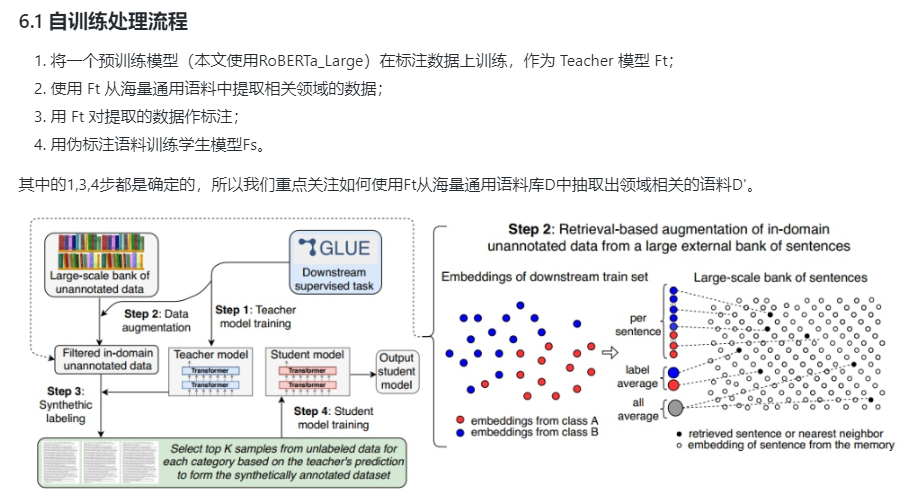 6.1 自训练处理流程
1. 将一个预训练模型（本文使用RoBERTa_Large）在标注数据上训练，作为 Teacher 模型 Ft；
2. 使用 Ft 从海量通用语料中提取相关领域的数据；
3. 用 Ft 对提取的数据作标注；
4. 用伪标注语料训练学生模型Fs。
其中的1,3,4步都是确定的，所以我们重点关注如何使用Ft从海量通用语料库D中抽取出领域相关的语料D'。
Large-scale bank of
unannotated data
GLUE
Downstream
supervised task
Step 2: Data
augmentation
Step 1: Teacher
model training
Filtered in-domain
unannotated data
Teacher model
Transformer
Transformer
Student model
Transformer
Transformer
Output
student
model
Step 3:
Synthethic
labeling
Step 4: Student
model training
Select top K samples from unlabeled data for
each category based on the teacher's prediction
to form the synthetically annotated dataset
Step 2: Retrieval-based augmentation of in-domain
unannotated data from a large external bank of sentences
Embeddings of downstream train set
Large-scale bank of sentences
per
sentence
label
average
all
average
embeddings from class A
embeddings from class B
retrieved sentence or nearest neighbor
embedding of sentence from the memory